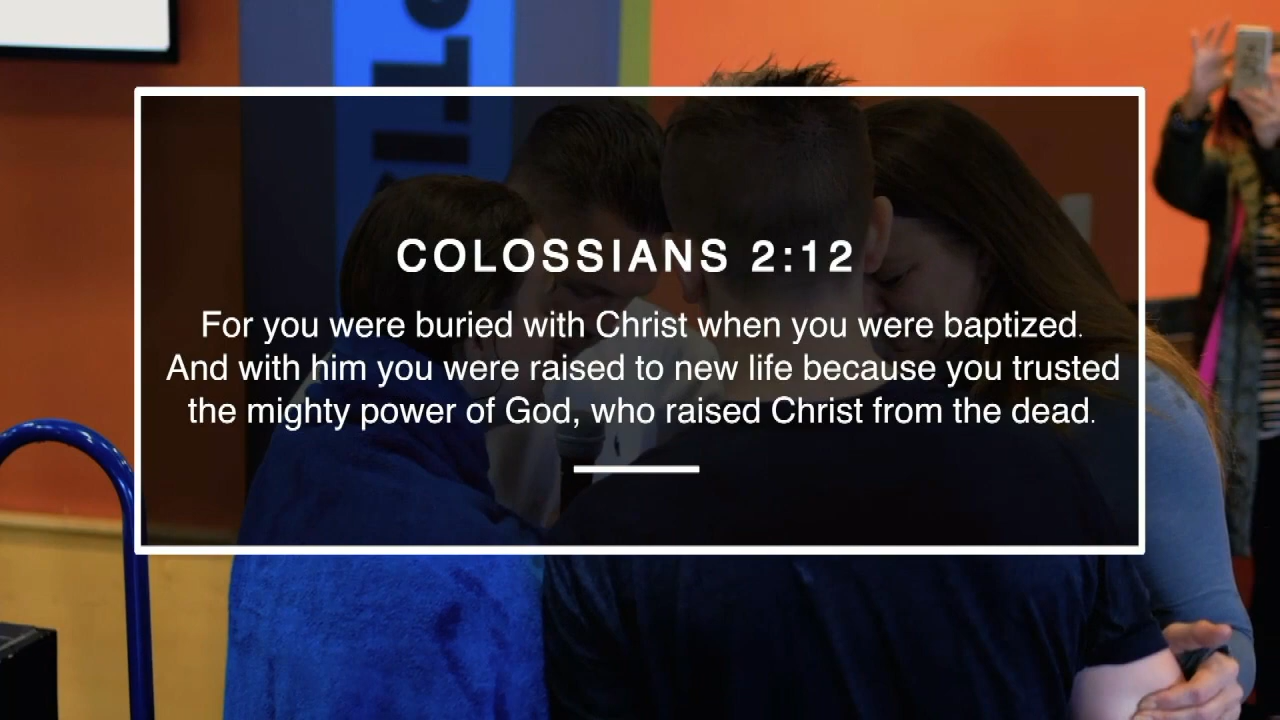 COLOSSIANS 2:12
For you were buried with Christ when you were baptized.
And with him you were raised to new life because you trusted
the mighty power of God, who raised Christ from the dead.